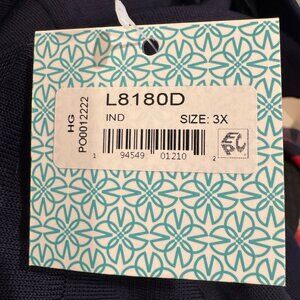 L8180D
IND SIZE: 3X
HG
PO0012222
1 94549 01210 2